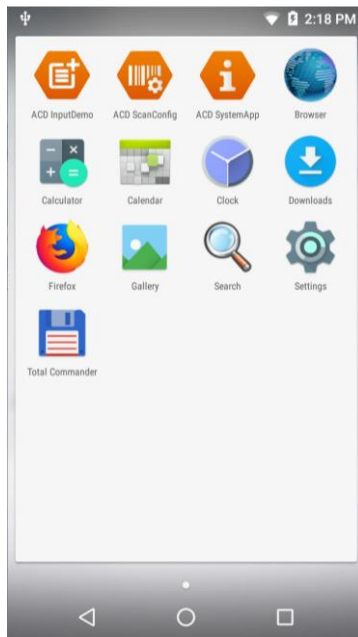 2:18 PM
ACD InputDemo ACD ScanConfig ACD SystemApp Browser
Calculator Calendar Clock Downloads
Firefox Gallery Search Settings
Total Commander